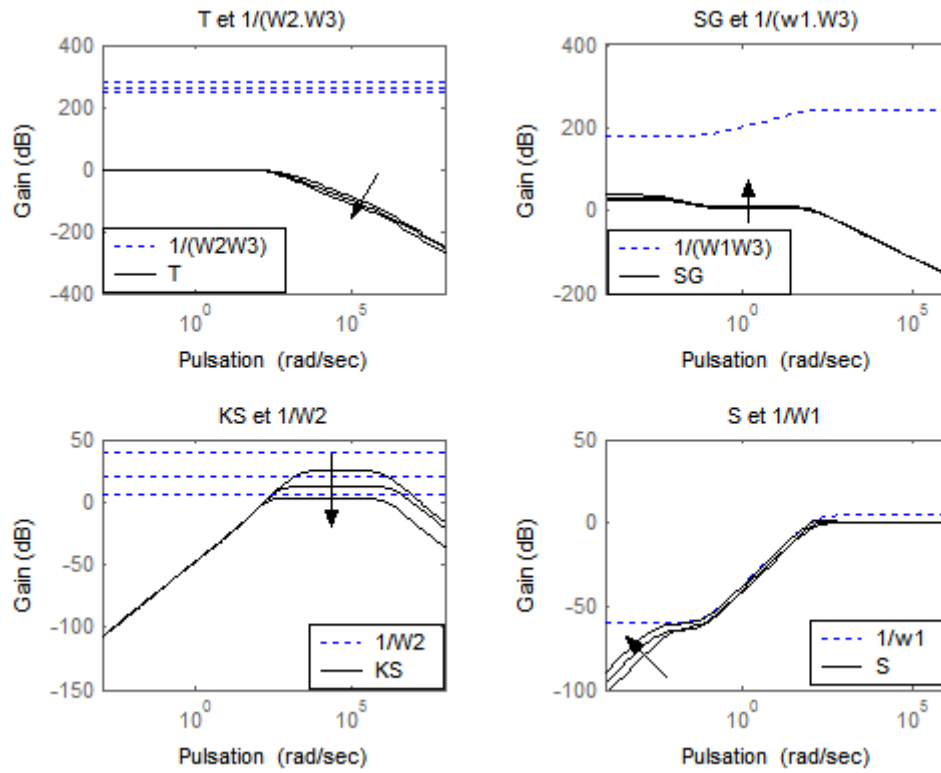 T et 1/(W2.W3)
400
200
0
-200
-400
Gain (dB)
1/(W2W3)
T
10^0
10^5
Pulsation (rad/sec)
SG et 1/(w1.W3)
400
200
0
-200
Gain (dB)
1/(W1W3)
SG
10^0
10^5
Pulsation (rad/sec)
KS et 1/W2
50
0
-50
-100
-150
Gain (dB)
1/W2
KS
10^0
10^5
Pulsation (rad/sec)
S et 1/W1
50
0
-50
-100
Gain (dB)
1/w1
S
10^0
10^5
Pulsation (rad/sec)